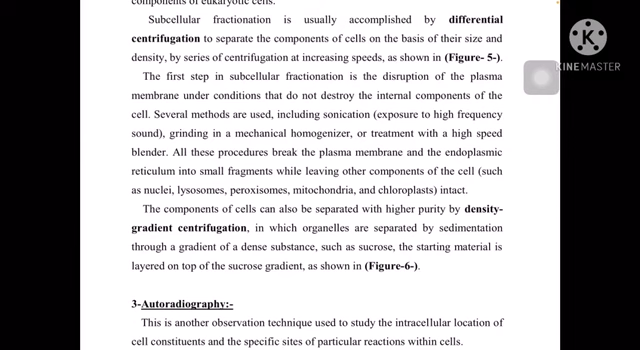 components of eukaryotic cells.
Subcellular fractionation is usually accomplished by differential
centrifugation to separate the components of cells on the basis of their size and
density, by series of centrifugation at increasing speeds, as shown in (Figure- 5-).
The first step in subcellular fractionation is the disruption of the plasma
membrane under conditions that do not destroy the internal components of the
cell. Several methods are used, including sonication (exposure to high frequency
sound), grinding in a mechanical homogenizer, or treatment with a high speed
blender. All these procedures break the plasma membrane and the endoplasmic
reticulum into small fragments while leaving other components of the cell (such
as nuclei, lysosomes, peroxisomes, mitochondria, and chloroplasts) intact.
The components of cells can also be separated with higher purity by density-
gradient centrifugation, in which organelles are separated by sedimentation
through a gradient of a dense substance, such as sucrose, the starting material is
layered on top of the sucrose gradient, as shown in (Figure-6-).
3-Autoradiography:-
This is another observation technique used to study the intracellular location of
cell constituents and the specific sites of particular reactions within cells.
K
KINEMASTER